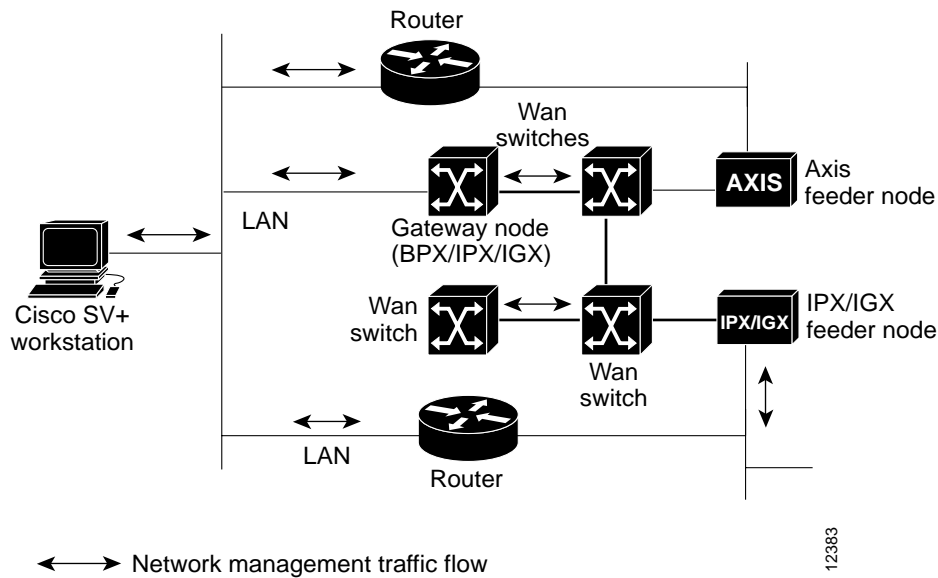 Router
Wan
switches
AXIS
Axis
feeder node
LAN
Gateway node
(BPX/IPX/IGX)
Cisco SV+
workstation
Wan
switch
IPX/IGX
IPX/IGX
feeder node
Wan
switch
LAN
Router
12383
Network management traffic flow